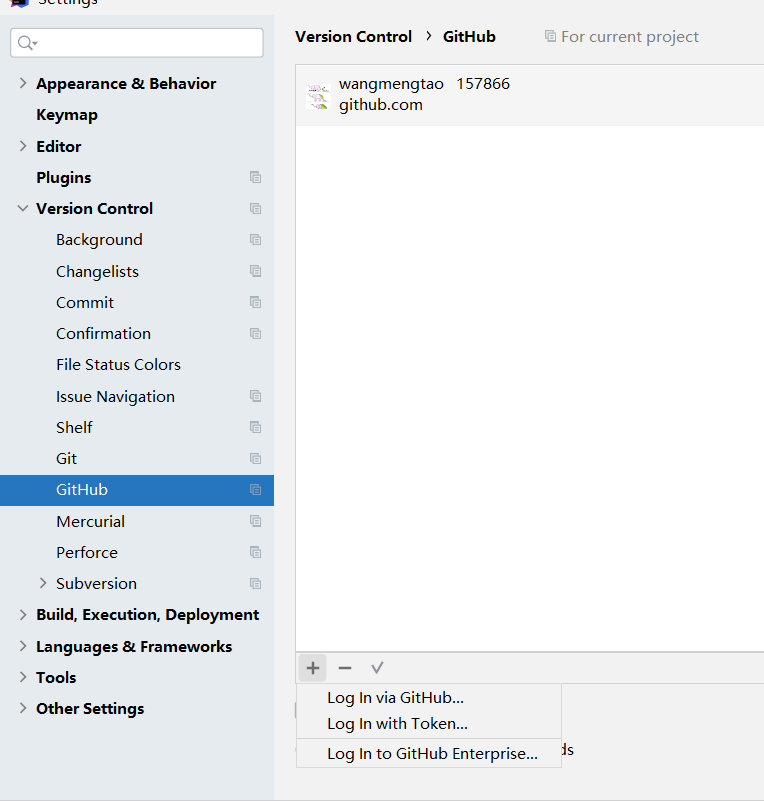 Settings
Version Control › GitHub
For current project
Appearance & Behavior
Keymap
Editor
Plugins
Version Control
Background
Changelists
Commit
Confirmation
File Status Colors
Issue Navigation
Shelf
Git
GitHub
Mercurial
Perforce
Subversion
Build, Execution, Deployment
Languages & Frameworks
Tools
Other Settings
wangmengtao 157866
github.com
Log In via GitHub...
Log In with Token...
Log In to GitHub Enterprise...